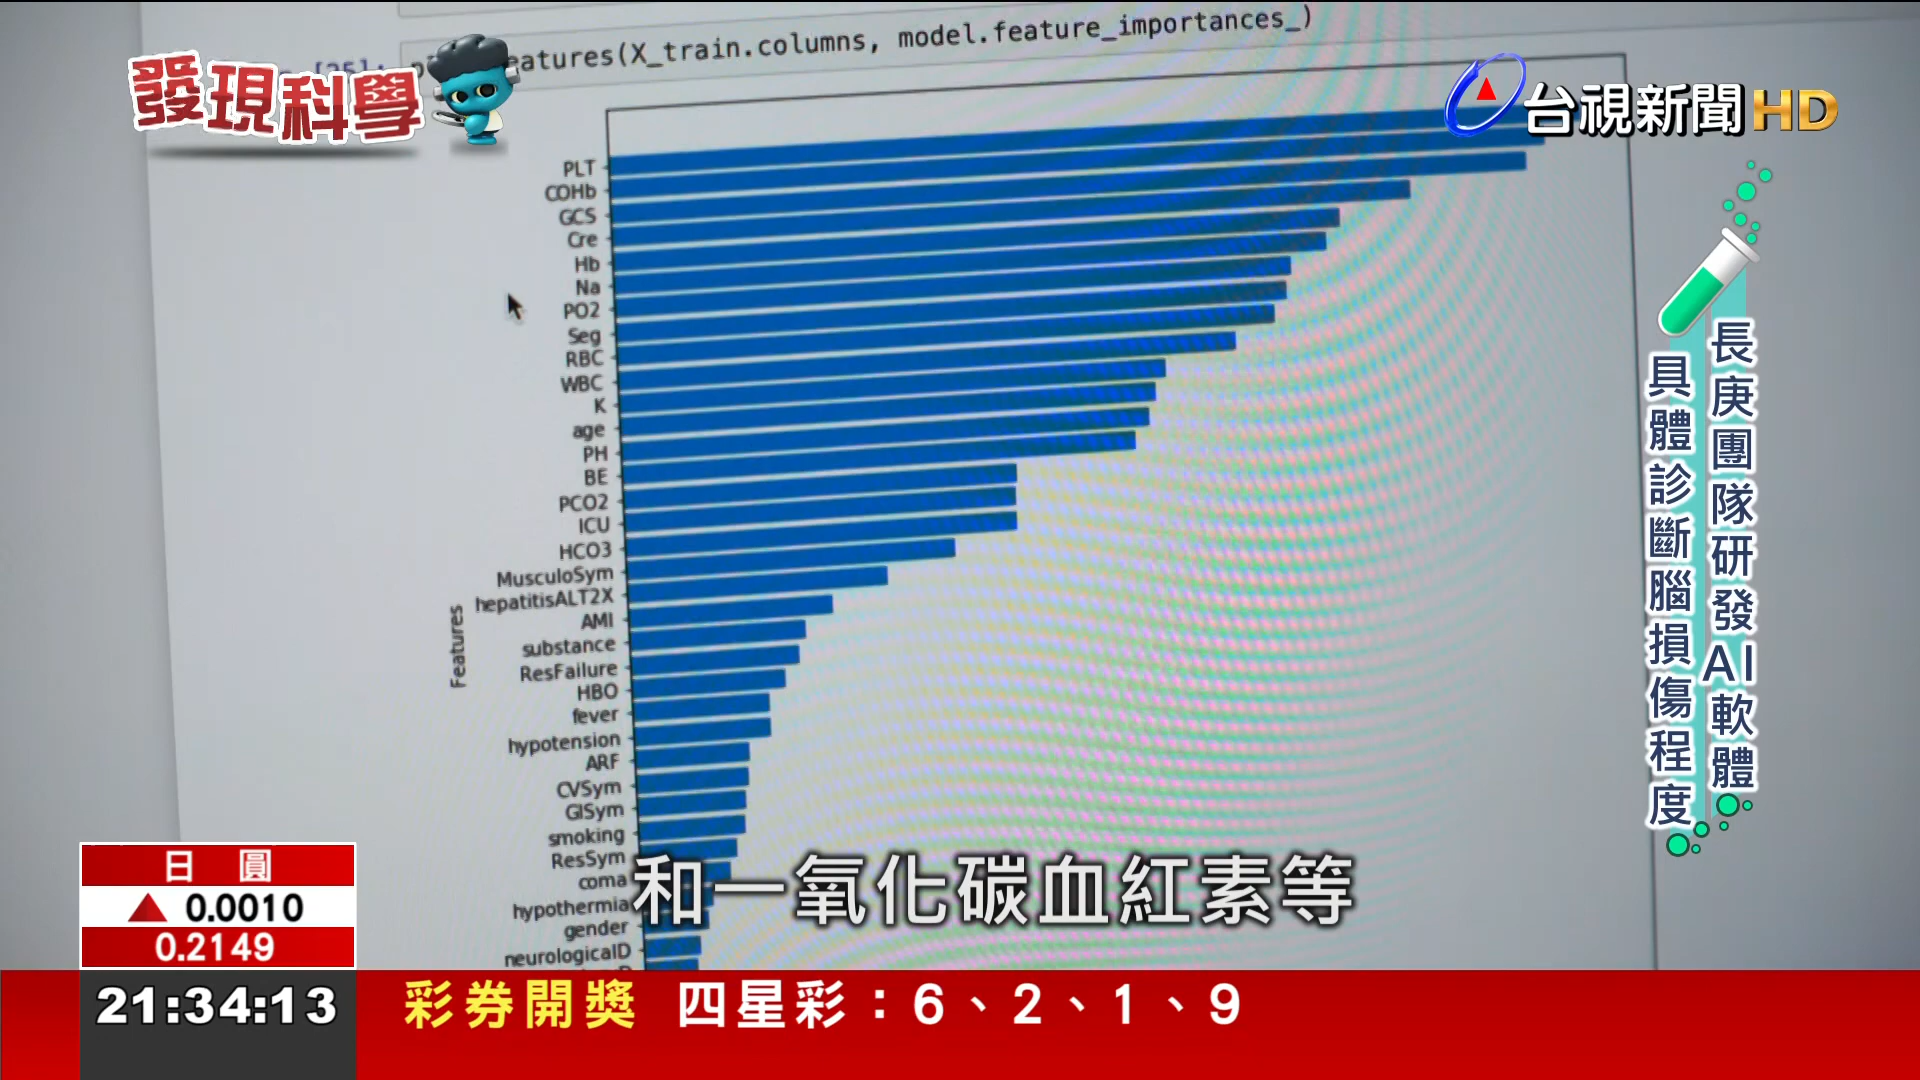 [25]:
eatures(X_train.columns, model.feature_importances_)
發現科學
台視新聞HD
PLT
COHb
GCS
Cre
Hb
Na
PO2
Seg
RBC
WBC
K
age
PH
BE
PCO2
ICU
HCO3
MusculoSym
hepatitisALT2X
AMI
substance
ResFailure
HBO
fever
hypotension
ARF
CVSym
GISym
smoking
ResSym
coma
hypothermia
gender
neurologicalD
Features
長庚團隊研發AI軟體
具體診斷腦損傷程度
和一氧化碳血紅素等
日圓
▲ 0.0010
0.2149
21:34:13
彩券開獎 四星彩：6、2、1、9